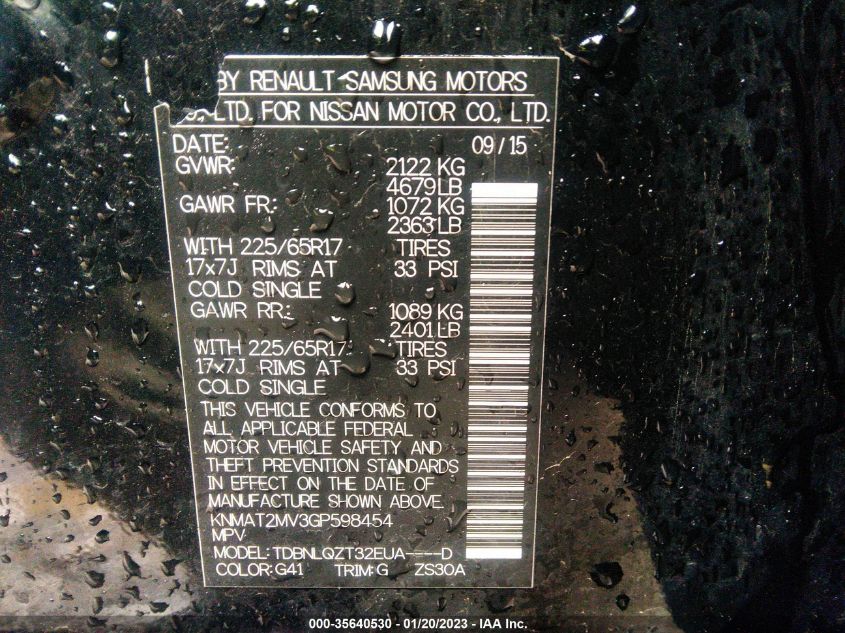 BY RENAULT SAMSUNG MOTORS
LTD. FOR NISSAN MOTOR CO., LTD.
DATE: 09/15
GVWR: 2122 KG
4679LB
GAWR FR: 1072 KG
2363LB
WITH 225/65R17 TIRES
17x7J RIMS AT 33 PSI
COLD SINGLE
GAWR RR: 1089 KG
2401LB
WITH 225/65R17 TIRES
17x7J RIMS AT 33 PSI
COLD SINGLE
THIS VEHICLE CONFORMS TO
ALL APPLICABLE FEDERAL
MOTOR VEHICLE SAFETY AND
THEFT PREVENTION STANDARDS
IN EFFECT ON THE DATE OF
MANUFACTURE SHOWN ABOVE.
KNMAT2MV3GP598454
MPV
MODEL: TDBNLQZT32EUA----D
COLOR: G41 TRIM: G ZS30A
000-35640530 - 01/20/2023 - IAA Inc.